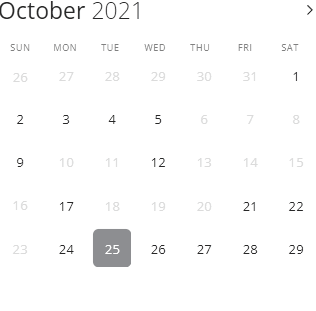 October 2021
SUN MON TUE WED THU FRI SAT
26 27 28 29 30 31 1
2 3 4 5 6 7 8
9 10 11 12 13 14 15
16 17 18 19 20 21 22
23 24 25 26 27 28 29